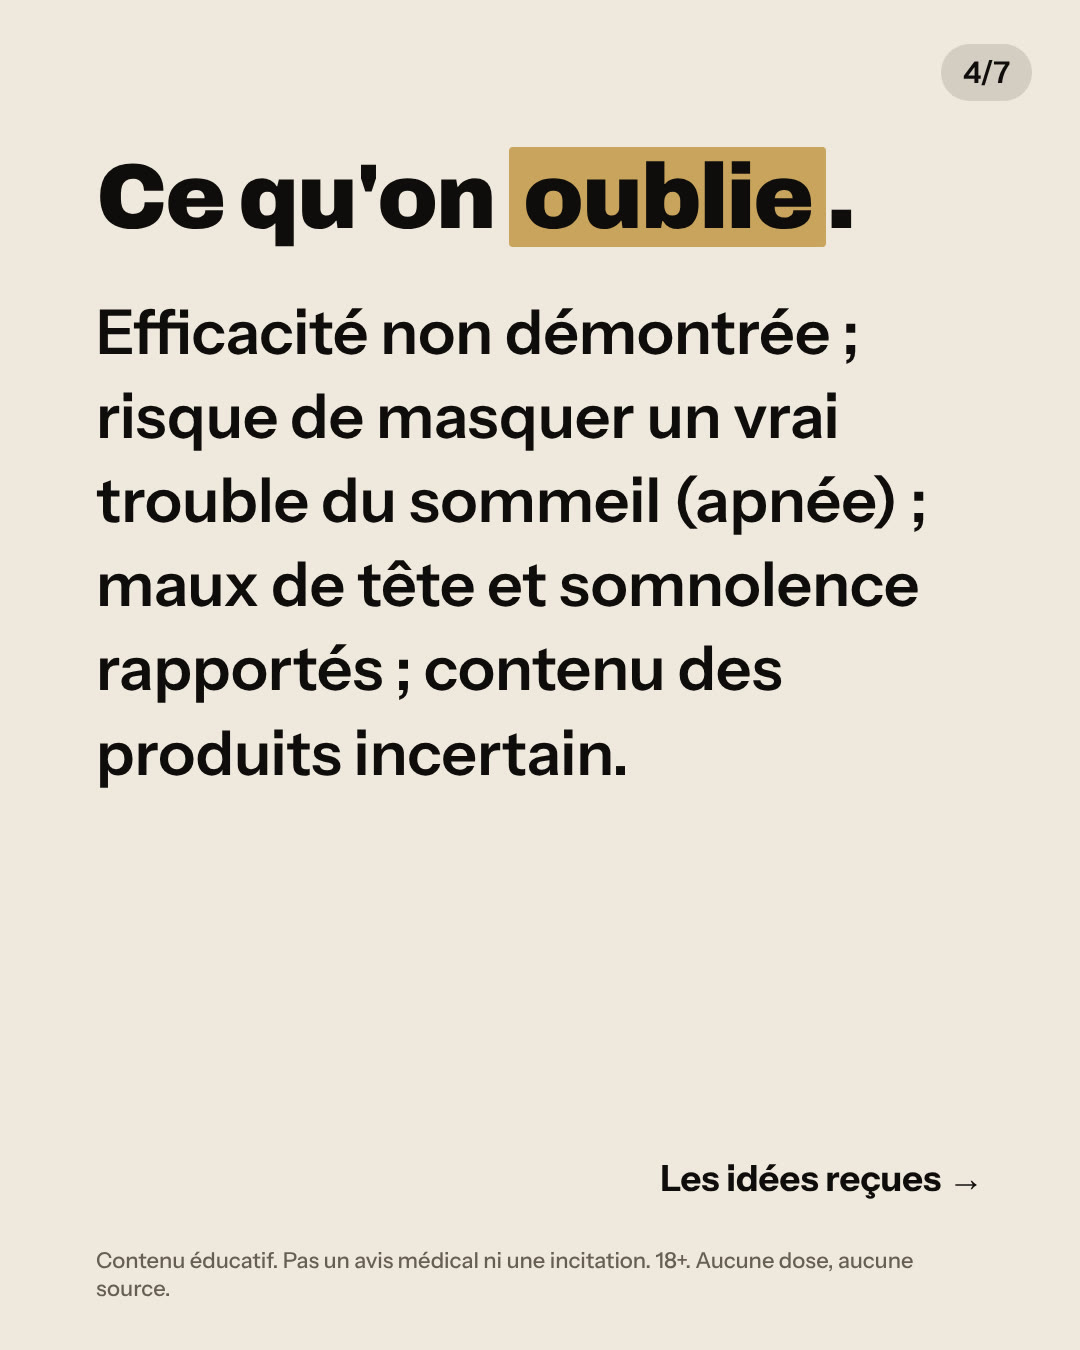 4/7
Ce qu'on oublie.
Efficacité non démontrée ;
risque de masquer un vrai
trouble du sommeil (apnée) ;
maux de tête et somnolence
rapportés ; contenu des
produits incertain.
Les idées reçues →
Contenu éducatif. Pas un avis médical ni une incitation. 18+. Aucune dose, aucune
source.